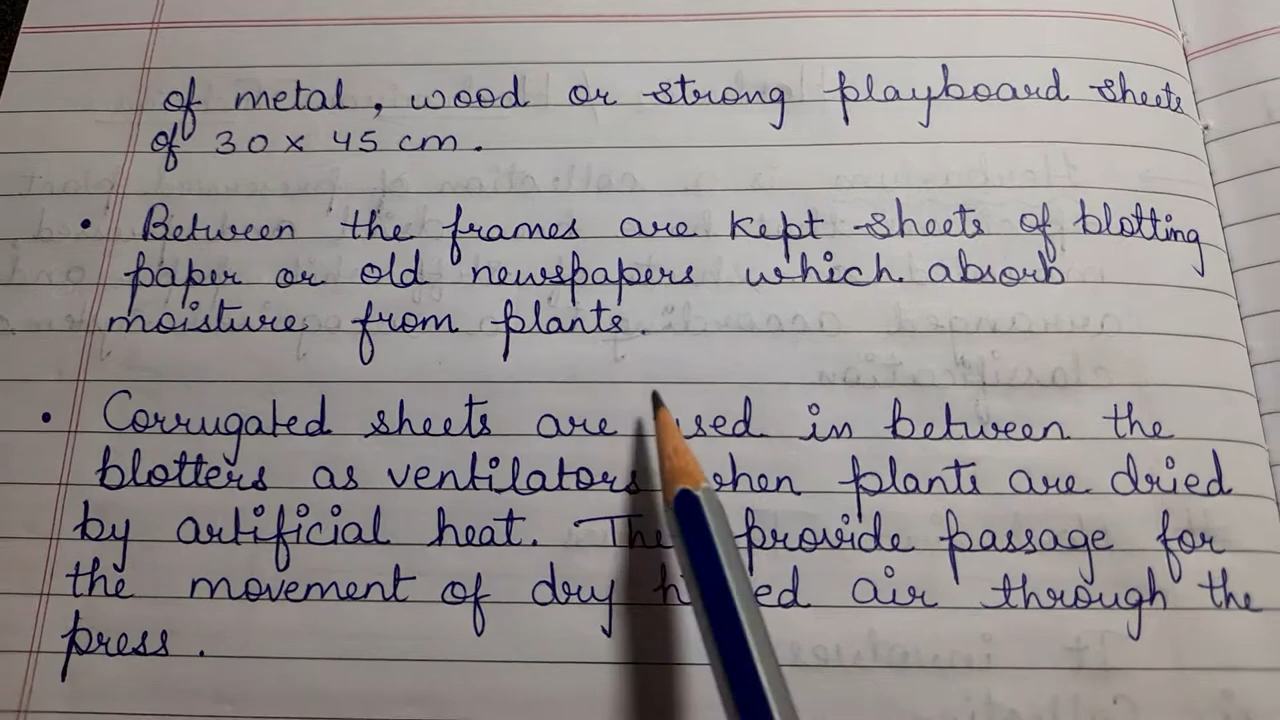 of metal, wood or strong playboard sheets
of 30 x 45 cm.
• Between the frames are kept sheets of blotting
paper or old newspapers which absorb
moisture from plants.
• Corrugated sheets are used in between the
blotters as ventilators when plants are dried
by artificial heat. They provide passage for
the movement of dry air through the
press.